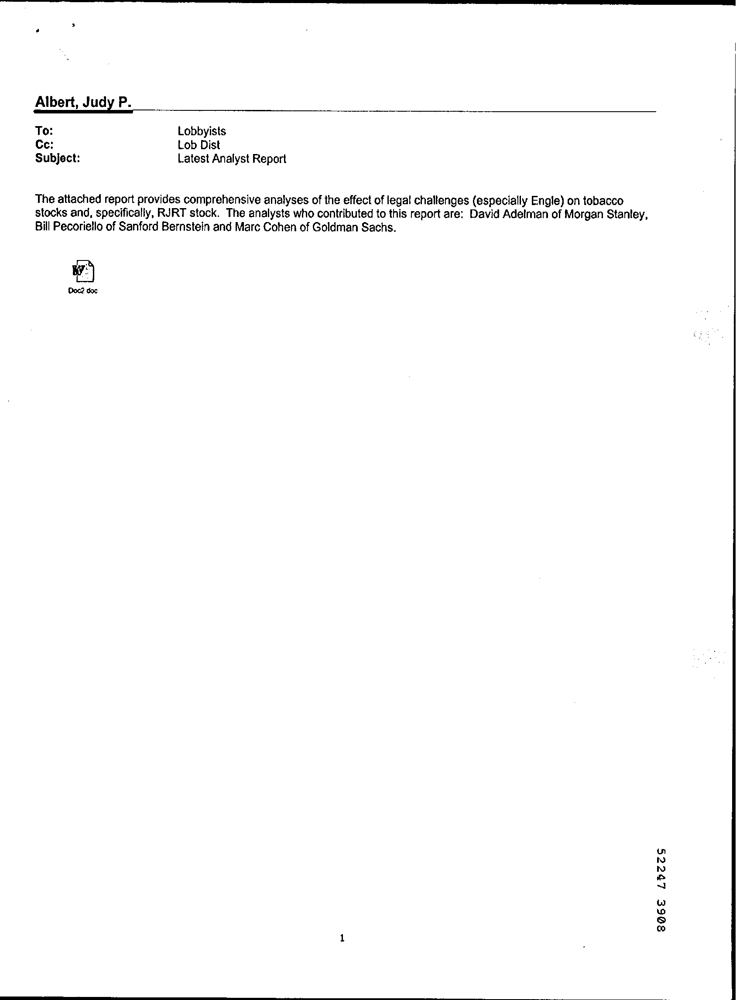 Albert, Judy P.
To: Lobbyists
Cc: Lob Dist
Subject: Latest Analyst Report
The attached report provides comprehensive analyses of the effect of legal challenges (especially Engle) on tobacco
stocks and, specifically, RJRT stock. The analysts who contributed to this report are: David Adelman of Morgan Stanley,
Bill Pecoriello of Sanford Bernstein and Marc Cohen of Goldman Sachs.
W
Doc2 doc
52247 3908
1